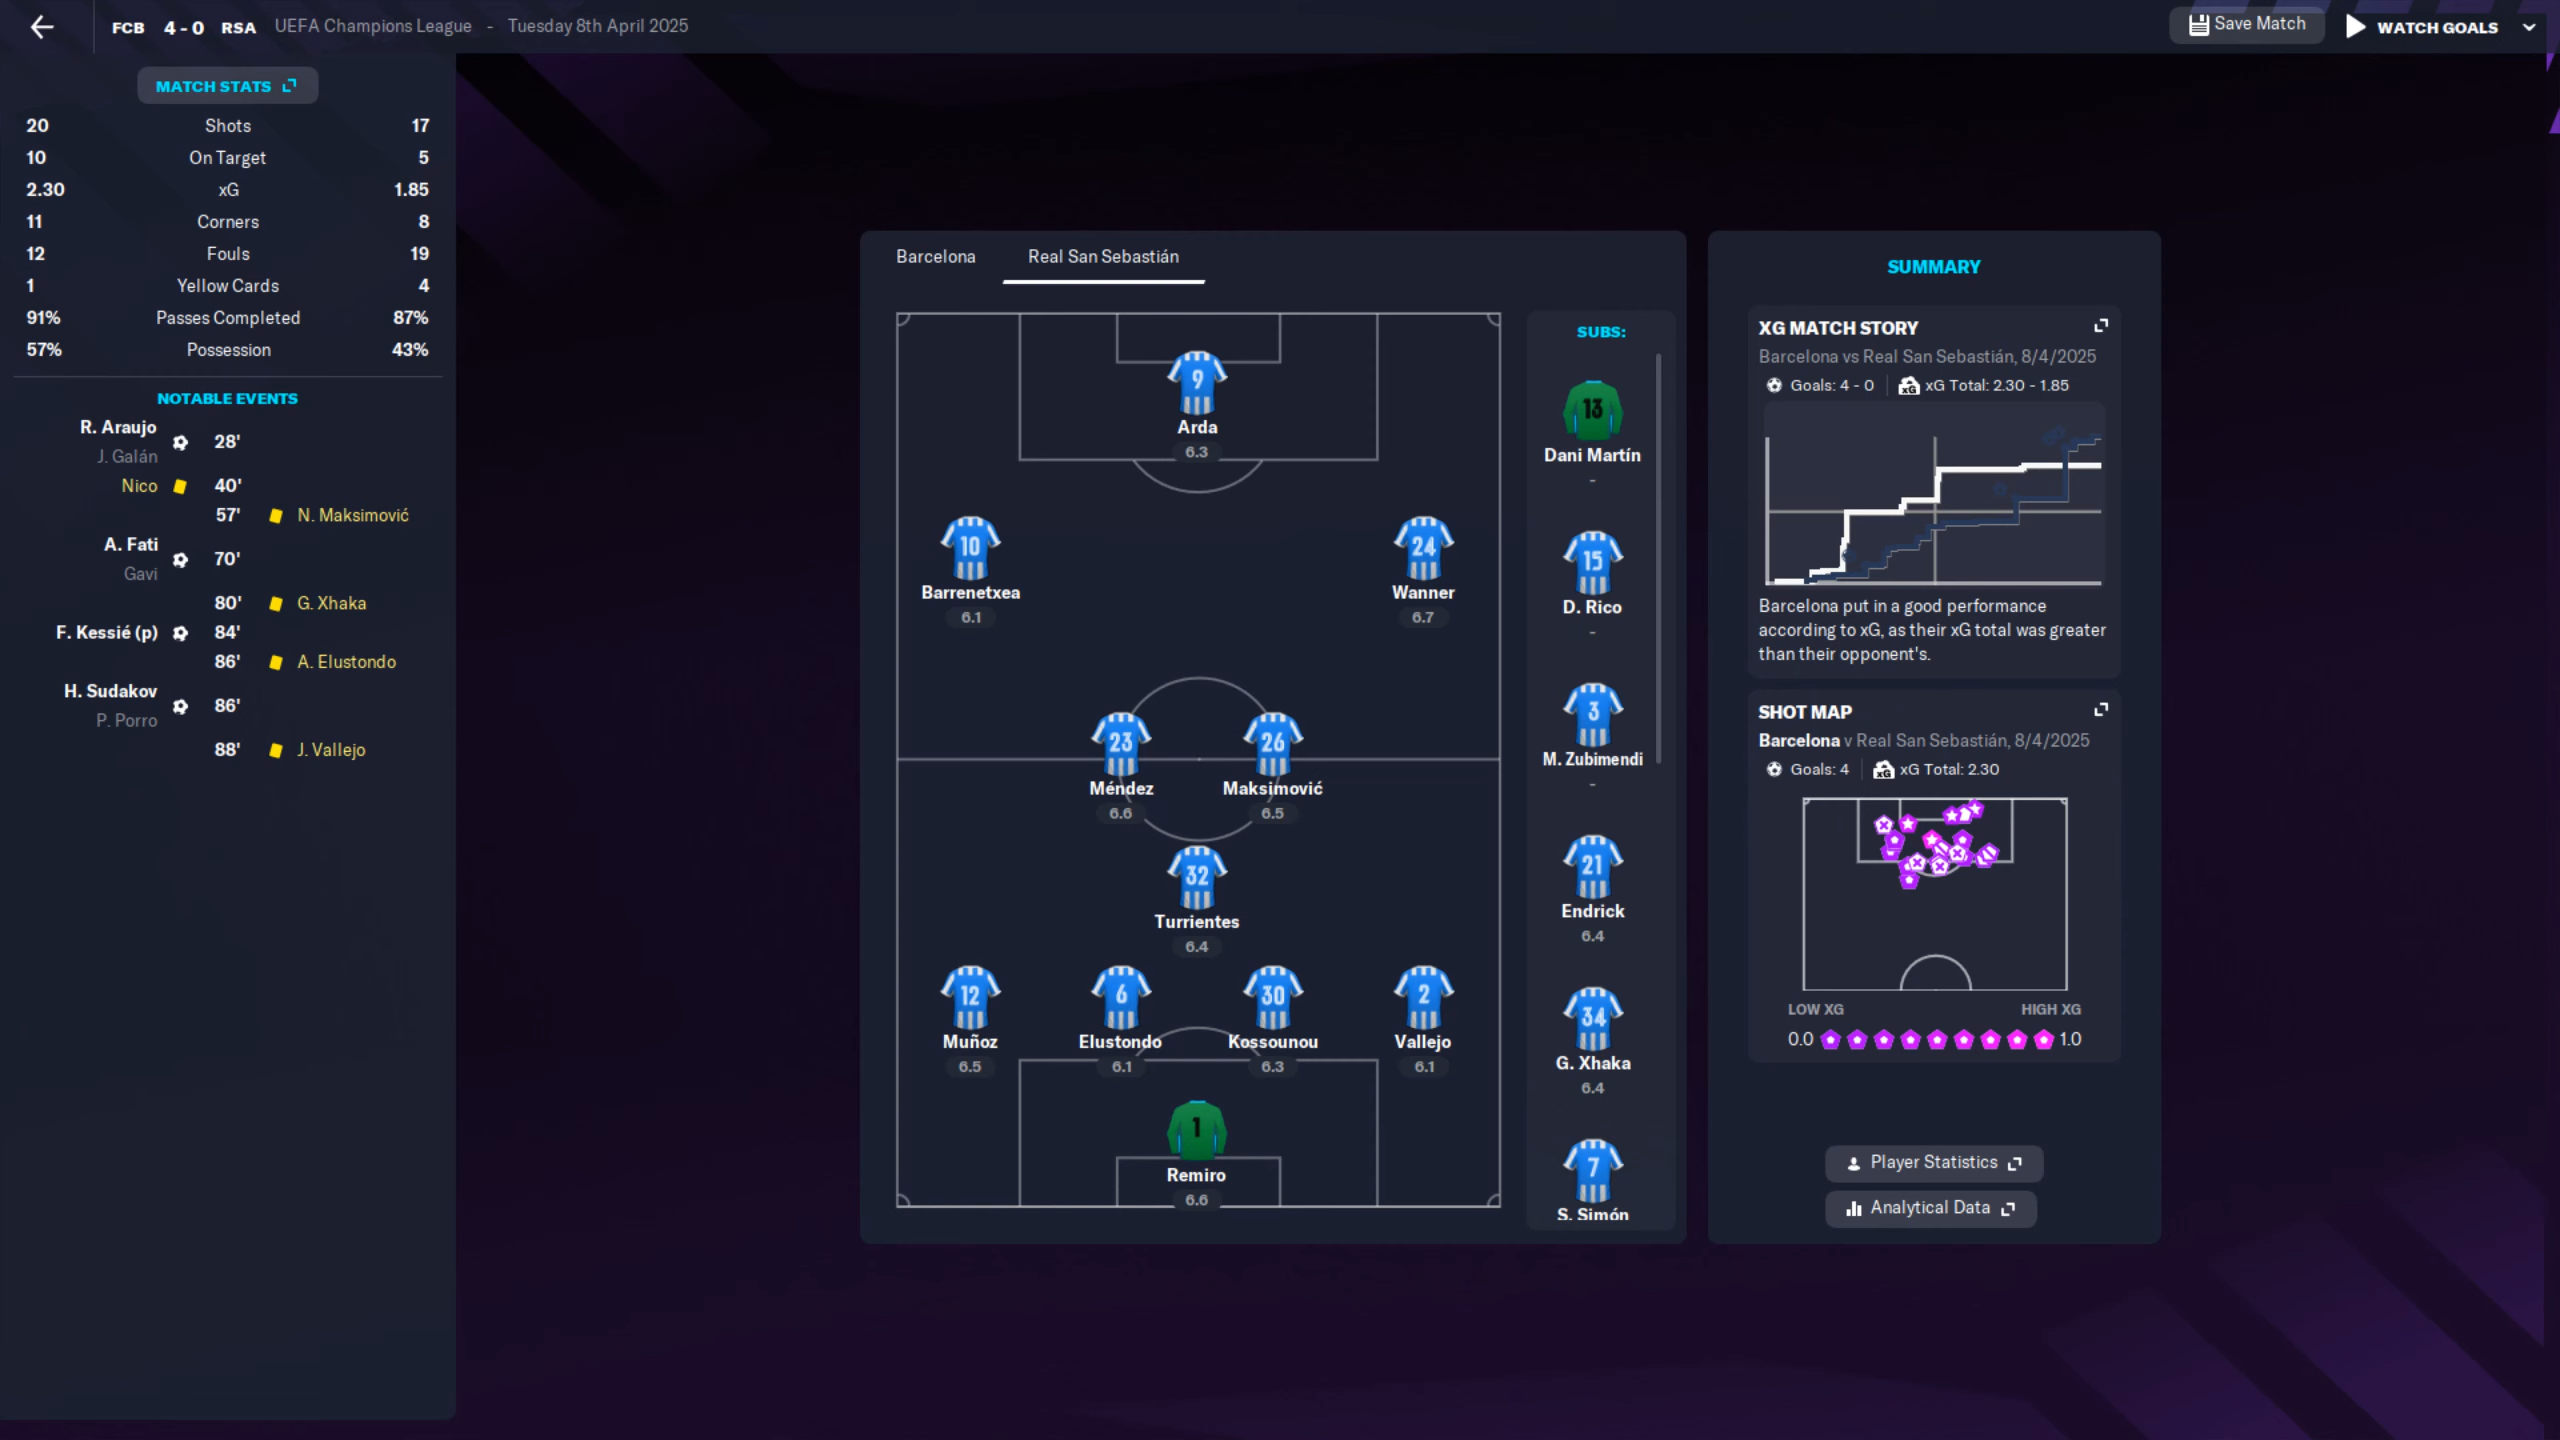 FCB 4 - 0 RSA UEFA Champions League - Tuesday 8th April 2025
Save Match
WATCH GOALS
MATCH STATS
20 Shots 17
10 On Target 5
2.30 xG 1.85
11 Corners 8
12 Fouls 19
1 Yellow Cards 4
91% Passes Completed 87%
57% Possession 43%
NOTABLE EVENTS
R. Araujo
J. Galán
28'
Nico 40'
57' N. Maksimović
A. Fati
Gavi
70'
80' G. Xhaka
F. Kessié (p) 84'
86' A. Elustondo
H. Sudakov
P. Porro
86'
88' J. Vallejo
Barcelona Real San Sebastián
9
Arda
6.3
10 24
Barrenetxea Wanner
6.1 6.7
23 26
Méndez Maksimović
6.6 6.5
32
Turrientes
6.4
12 6 30 2
Muñoz Elustondo Kossounou Vallejo
6.5 6.1 6.3 6.1
1
Remiro
6.6
SUBS:
13
Dani Martín
-
15
D. Rico
-
3
M. Zubimendi
-
21
Endrick
6.4
34
G. Xhaka
6.4
7
S. Simón
SUMMARY
XG MATCH STORY
Barcelona vs Real San Sebastián, 8/4/2025
Goals: 4 - 0 xG xG Total: 2.30 - 1.85
Barcelona put in a good performance
according to xG, as their xG total was greater
than their opponent's.
SHOT MAP
Barcelona v Real San Sebastián, 8/4/2025
Goals: 4 xG xG Total: 2.30
LOW XG HIGH XG
0.0 1.0
Player Statistics
Analytical Data